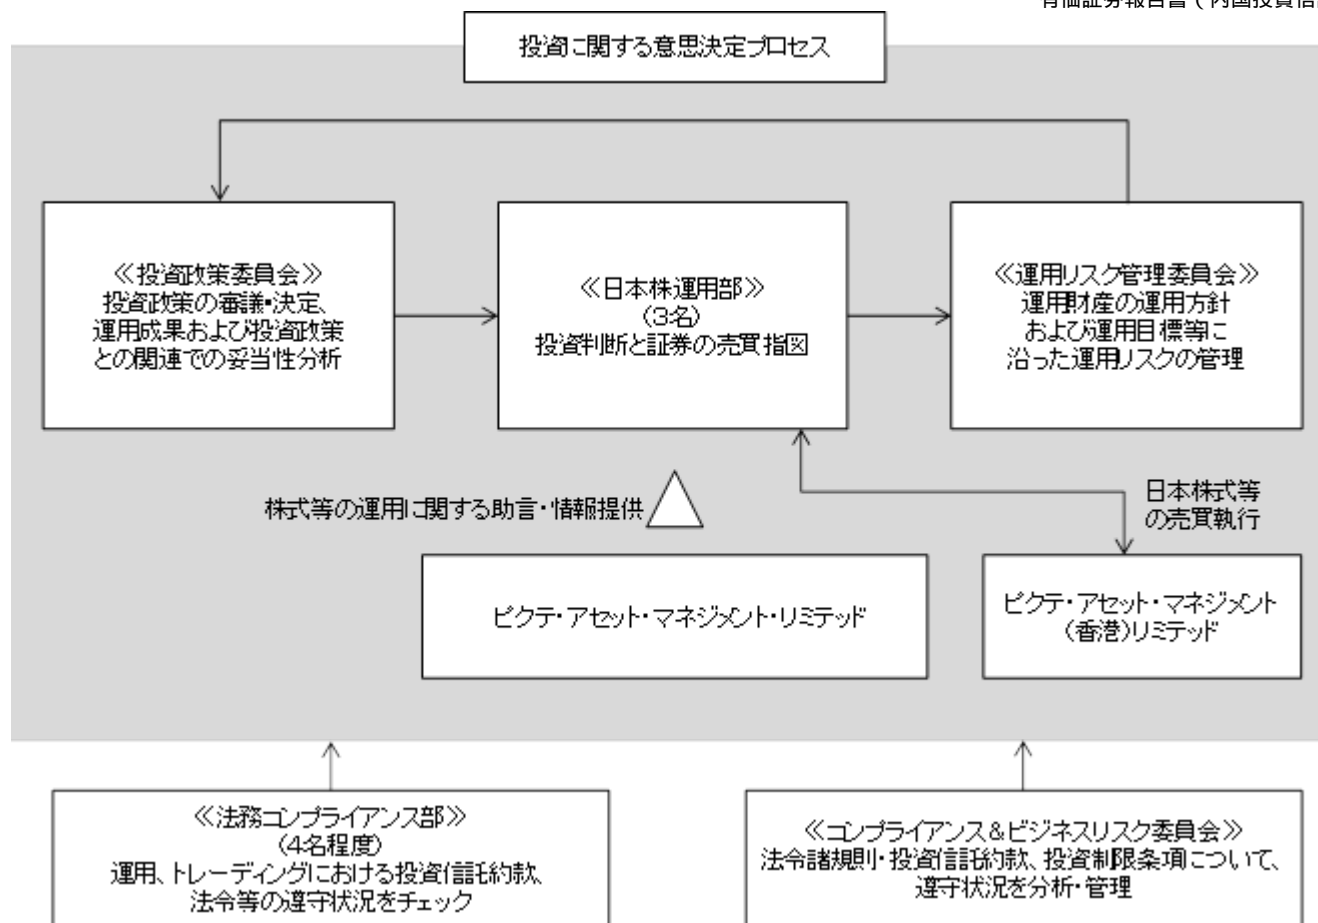 有価証券報告書（内国投資信
投資に関する意思決定プロセス
≪投資政策委員会≫
投資政策の審議・決定、
運用成果および投資政策
との関連での妥当性分析
≪日本株運用部≫
(3名)
投資判断と証券の売買指図
≪運用リスク管理委員会≫
運用財産の運用方針
および運用目標等に
沿った運用リスクの管理
株式等の運用に関する助言・情報提供
日本株式等
の売買執行
ピクテ・アセット・マネジメント・リミテッド
ピクテ・アセット・マネジメント
(香港)リミテッド
≪法務コンプライアンス部≫
(4名程度)
運用、トレーディングにおける投資信託約款、
法令等の遵守状況をチェック
≪コンプライアンス&ビジネスリスク委員会≫
法令諸規則・投資信託約款、投資制限条項について、
遵守状況を分析・管理